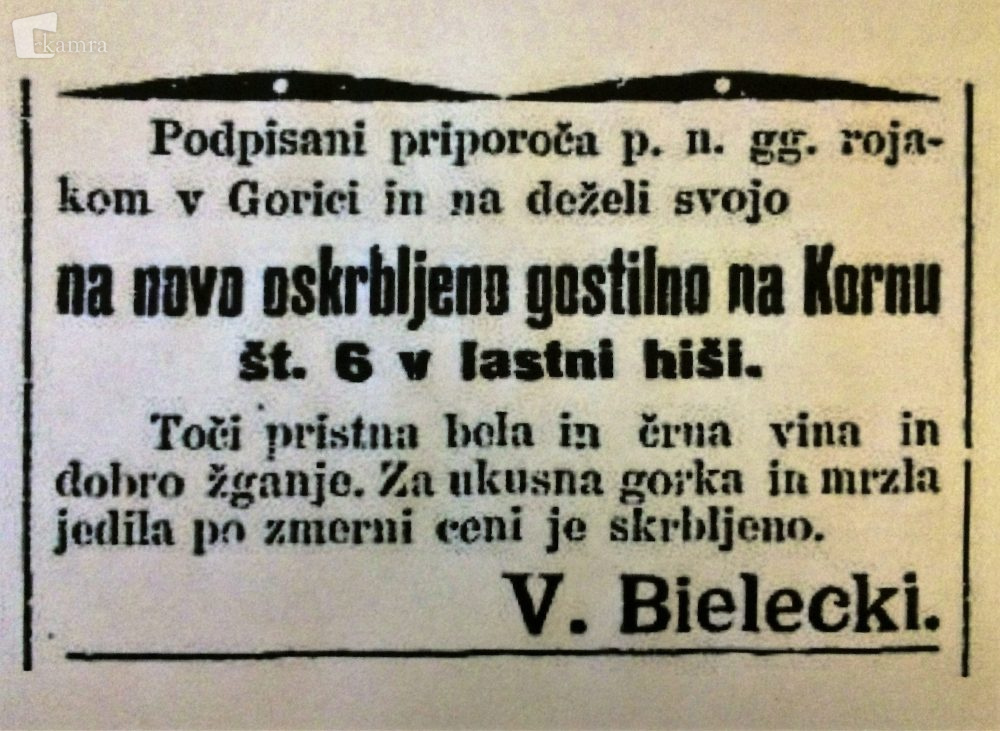 kamra
Podpisani priporoča p. n. gg. roja-
kom v Gorici in na deželi svojo
na novo oskrbljeno gostilno na Kornu
št. 6 v lastni hiši.
Toči pristna bela in črna vina in
dobro žganje. Za ukusna gorka in mrzla
jedila po zmerni ceni je skrbljeno.
V. Bielecki.